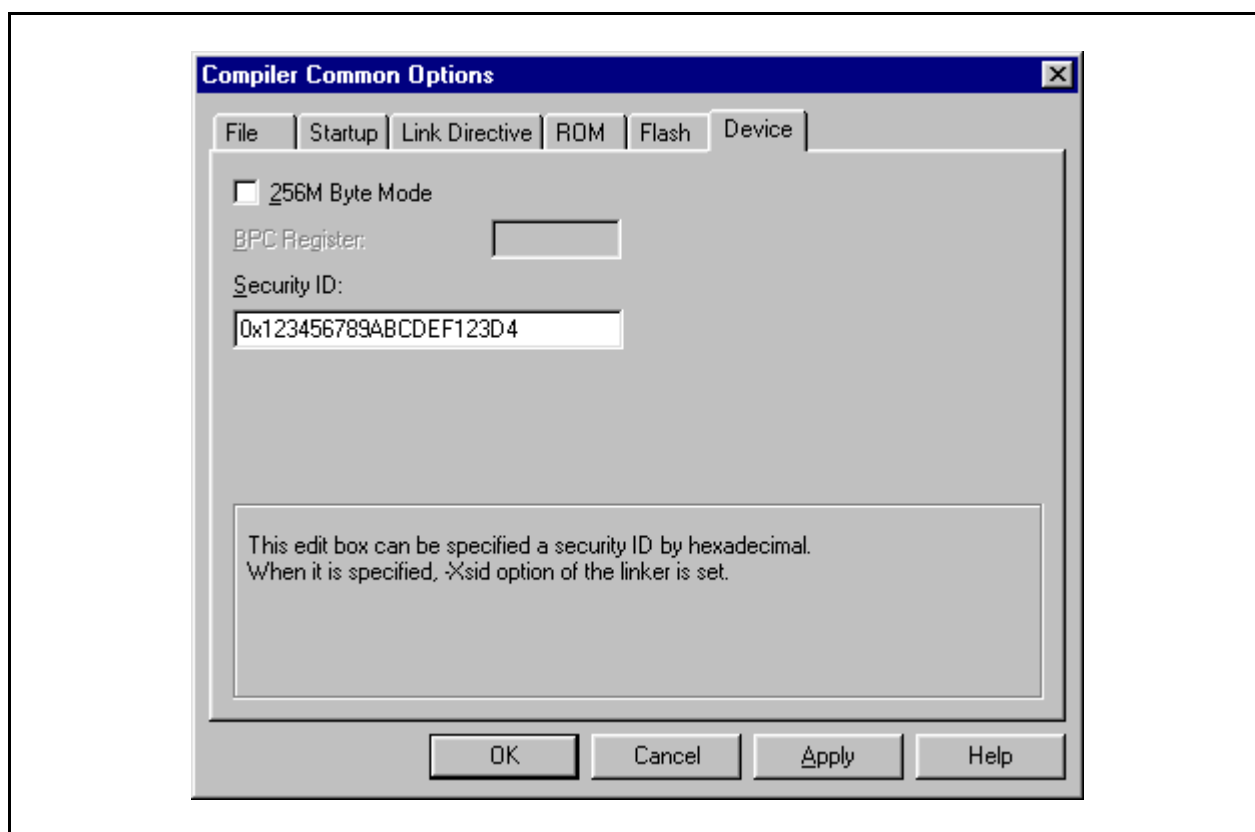 Compiler Common Options
File Startup Link Directive ROM Flash Device
256M Byte Mode
BPC Register:
Security ID:
0x123456789ABCDEF123D4
This edit box can be specified a security ID by hexadecimal.
When it is specified, -Xsid option of the linker is set.
OK Cancel Apply Help